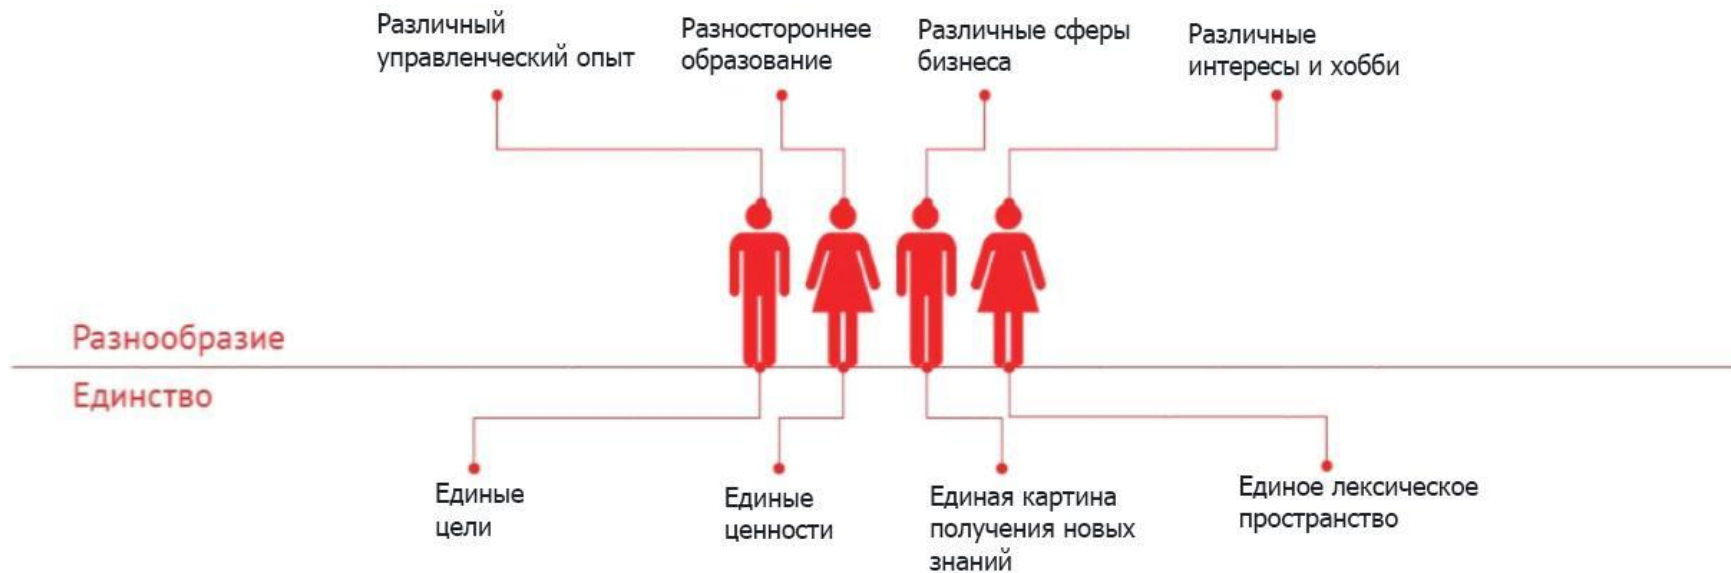 Различный
управленческий опыт
Разностороннее
образование
Различные сферы
бизнеса
Различные
интересы и хобби
Разнообразие
Единство
Единые
цели
Единые
ценности
Единая картина
получения новых
знаний
Единое лексическое
пространство